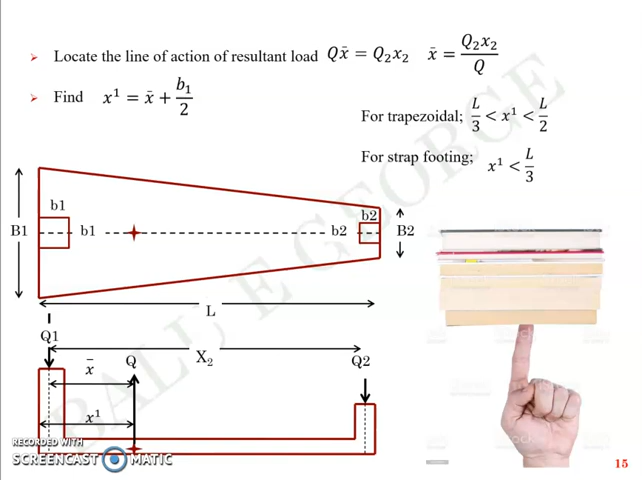 ➢ Locate the line of action of resultant load Qx̄ = Q₂x₂ x̄ = Q₂x₂/Q
➢ Find x¹ = x̄ + b₁/2
For trapezoidal; L/3 < x¹ < L/2
For strap footing; x¹ < L/3
b1
b2
B1
b1
b2
B2
L
Q1
x̄
Q
X₂
Q2
x¹
BALU E GEORGE
RECORDED WITH
SCREENCAST MATIC
15